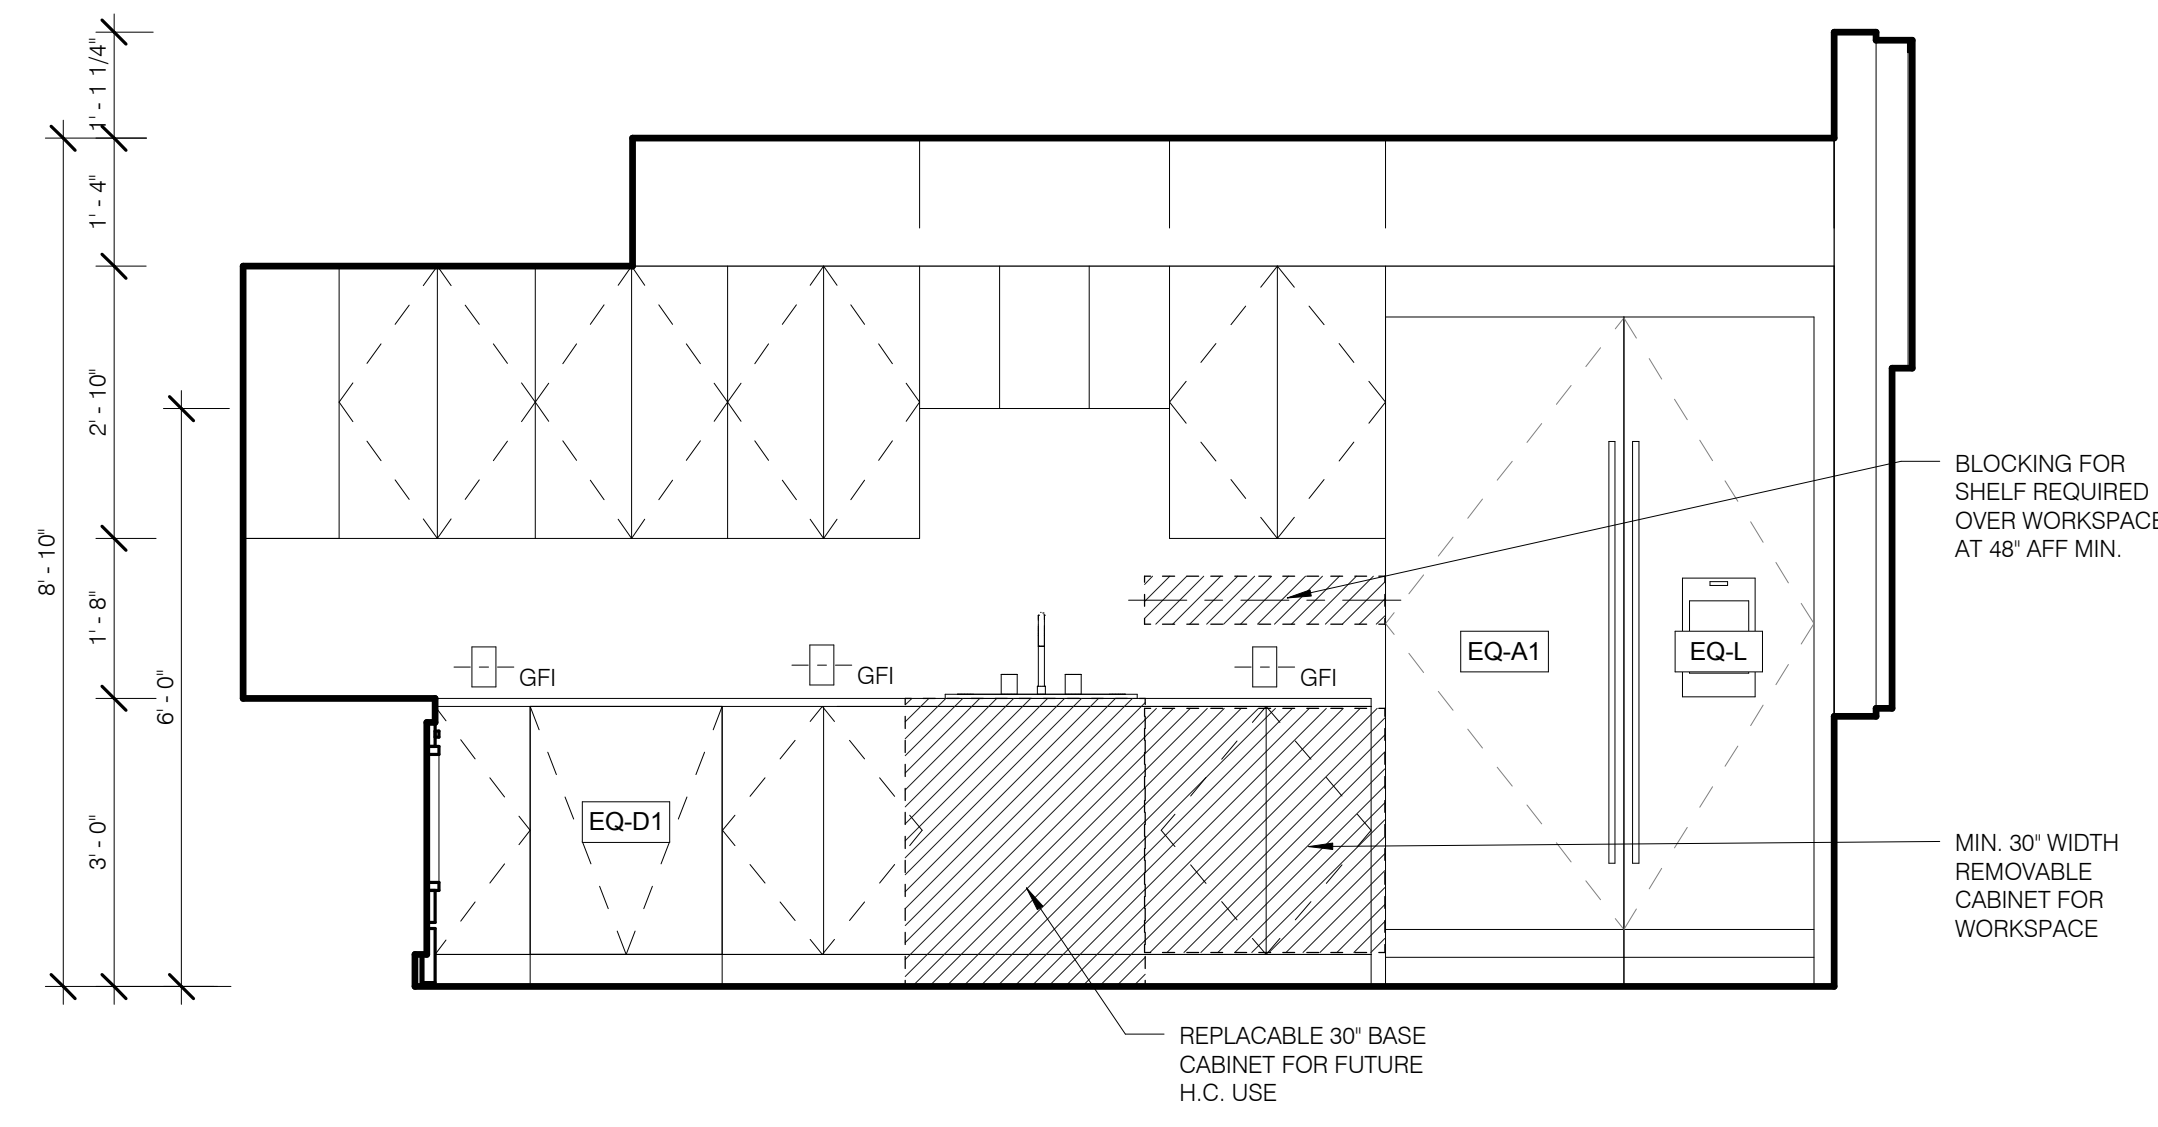 1' - 1 1/4"
1' - 4"
2' - 10"
8' - 10"
1' - 8"
6' - 0"
3' - 0"
GFI
GFI
GFI
EQ-A1
EQ-L
EQ-D1
BLOCKING FOR
SHELF REQUIRED
OVER WORKSPACE
AT 48" AFF MIN.
MIN. 30" WIDTH
REMOVABLE
CABINET FOR
WORKSPACE
REPLACABLE 30" BASE
CABINET FOR FUTURE
H.C. USE